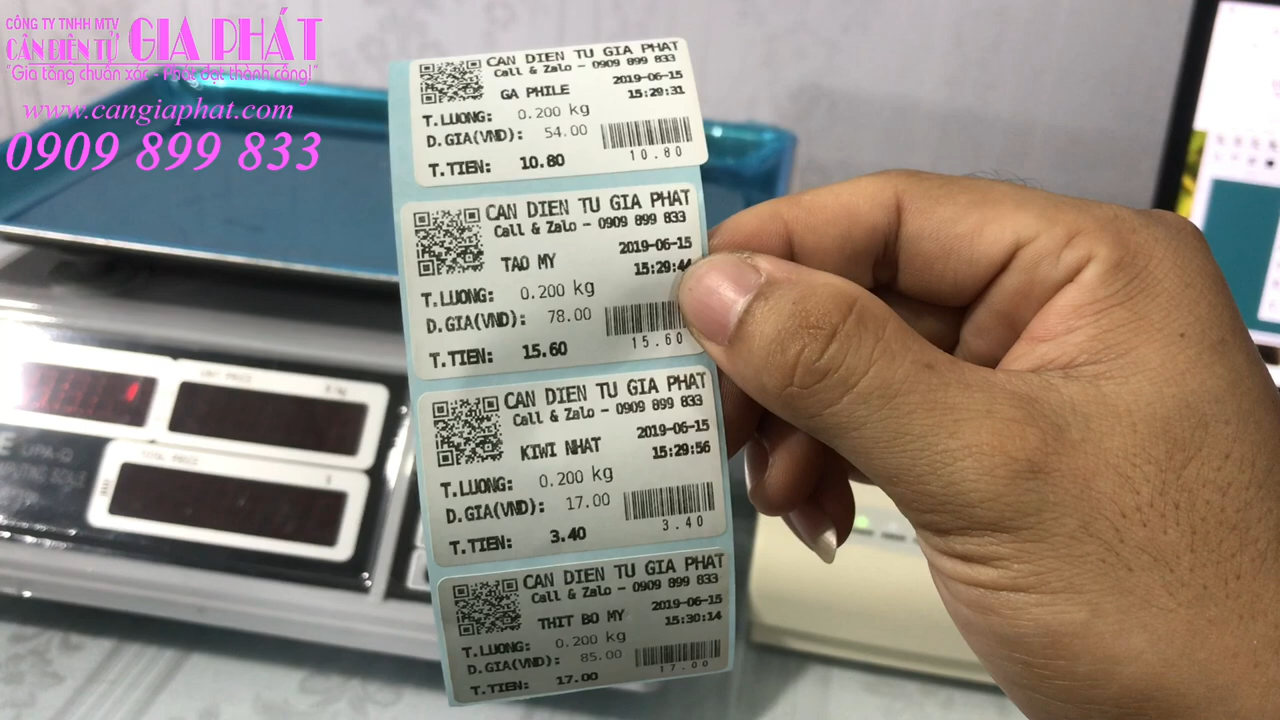 CÔNG TY TNHH MTV
CÂN ĐIỆN TỬ GIA PHÁT
"Gia tăng chuẩn xác - Phát đạt thành công!"
www.cangiaphat.com
0909 899 833
CAN DIEN TU GIA PHAT
Call & Zalo - 0909 899 833
2019-06-15
GA PHILE 15:29:31
T.LUONG: 0.200 kg
D.GIA(VND): 54.00
10.80
T.TIEN: 10.80
CAN DIEN TU GIA PHAT
Call & Zalo - 0909 899 833
2019-06-15
TAO MY 15:29:44
T.LUONG: 0.200 kg
D.GIA(VND): 78.00
15.60
T.TIEN: 15.60
CAN DIEN TU GIA PHAT
Call & Zalo - 0909 899 833
2019-06-15
KIWI NHAT 15:29:56
T.LUONG: 0.200 kg
D.GIA(VND): 17.00
3.40
T.TIEN: 3.40
CAN DIEN TU GIA PHAT
Call & Zalo - 0909 899 833
2019-06-15
THIT BO MY 15:30:14
T.LUONG: 0.200 kg
D.GIA(VND): 85.00
17.00
T.TIEN: 17.00
UNIT PRICE
TOTAL PRICE